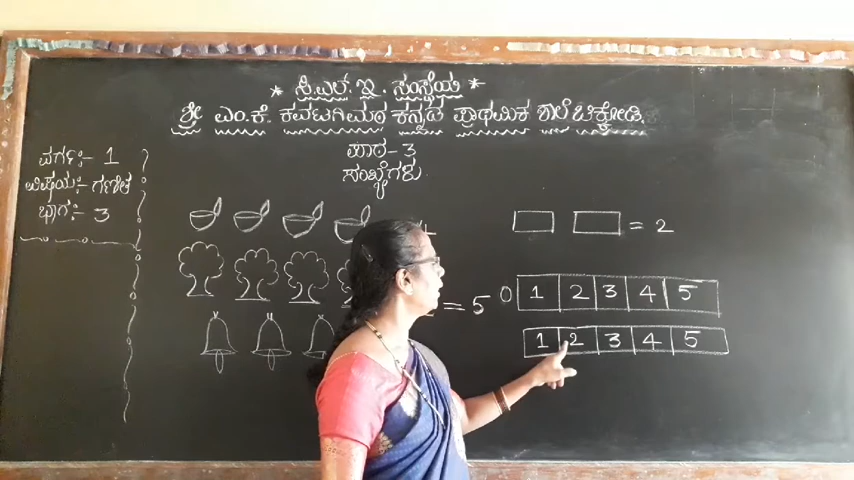 * ಸಿ.ಎಲ್. ಇ. ಸಂಸ್ಥೆಯ *
ಶ್ರೀ ಎಂ.ಕೆ. ಕವಟಗಿಮಠ ಕನ್ನಡ ಪ್ರಾಥಮಿಕ ಶಾಲೆ ಚಿಕ್ಕೋಡಿ.
ಪಾಠ-3
ಸಂಖ್ಯೆಗಳು
ವರ್ಗ:- 1
ವಿಷಯ:- ಗಣಿತ
ಭಾಗ:- 3
= 2
= 5
0 1 2 3 4 5
1 2 3 4 5